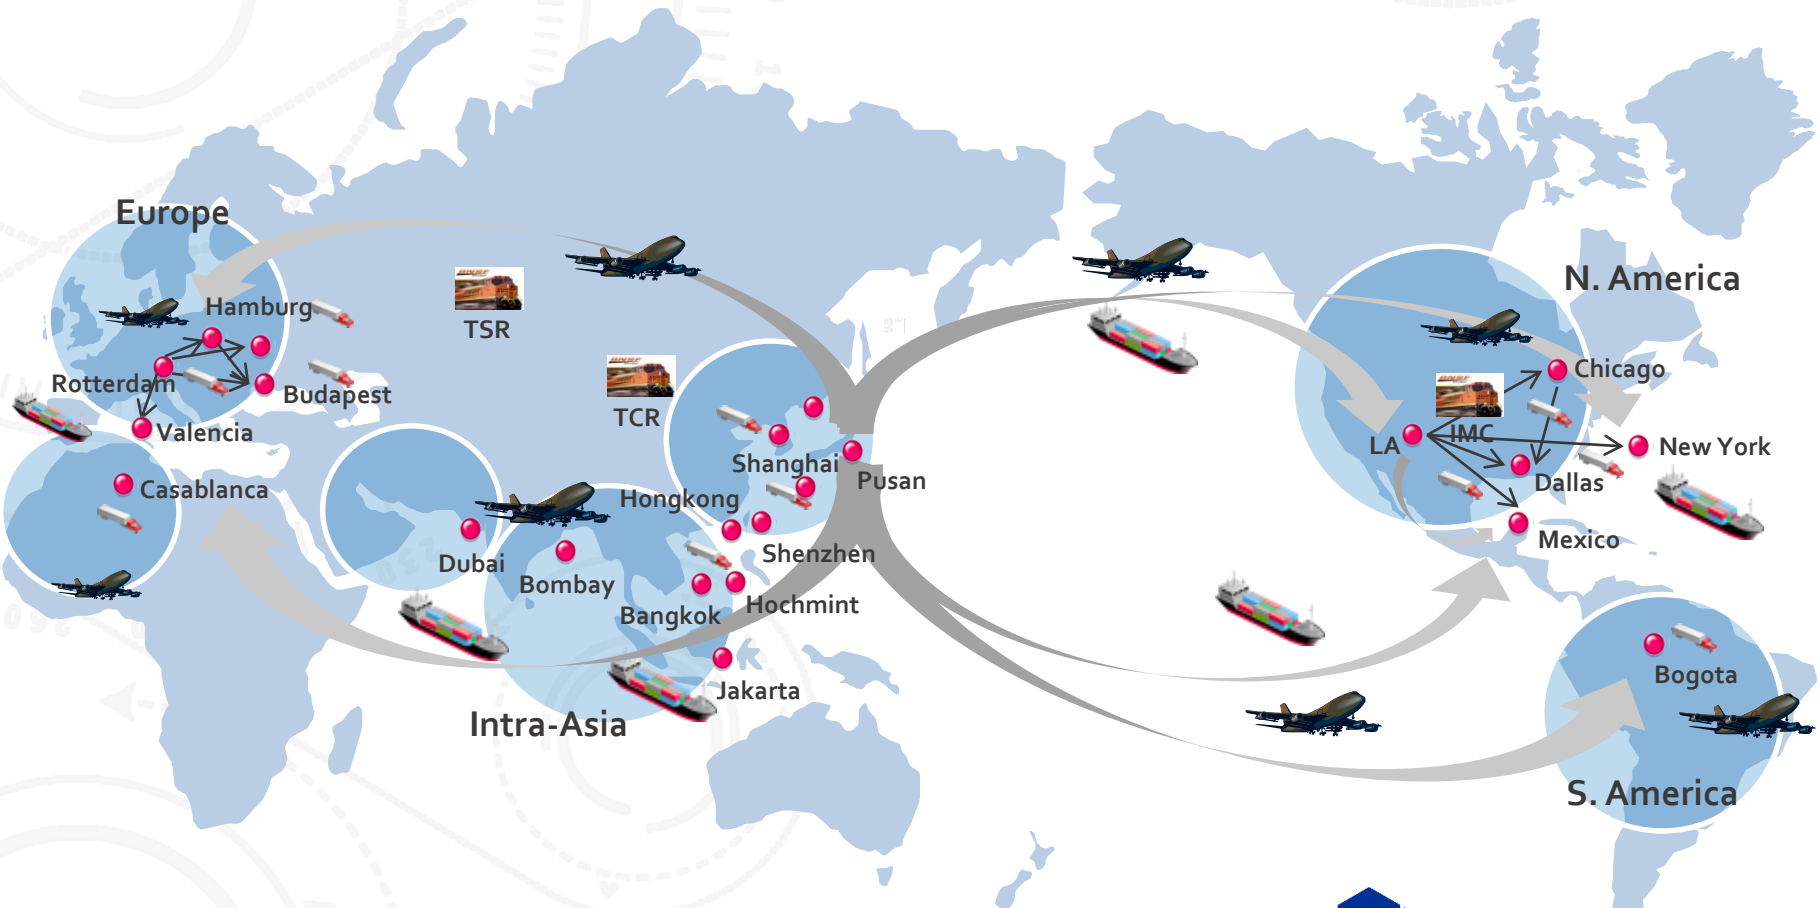 Europe
Hamburg
Rotterdam
Budapest
Valencia
Casablanca
TSR
TCR
Shanghai
Pusan
Hongkong
Shenzhen
Dubai
Bombay
Bangkok
Hochmint
Jakarta
Intra-Asia
N. America
Chicago
LA
IMC
New York
Dallas
Mexico
Bogota
S. America